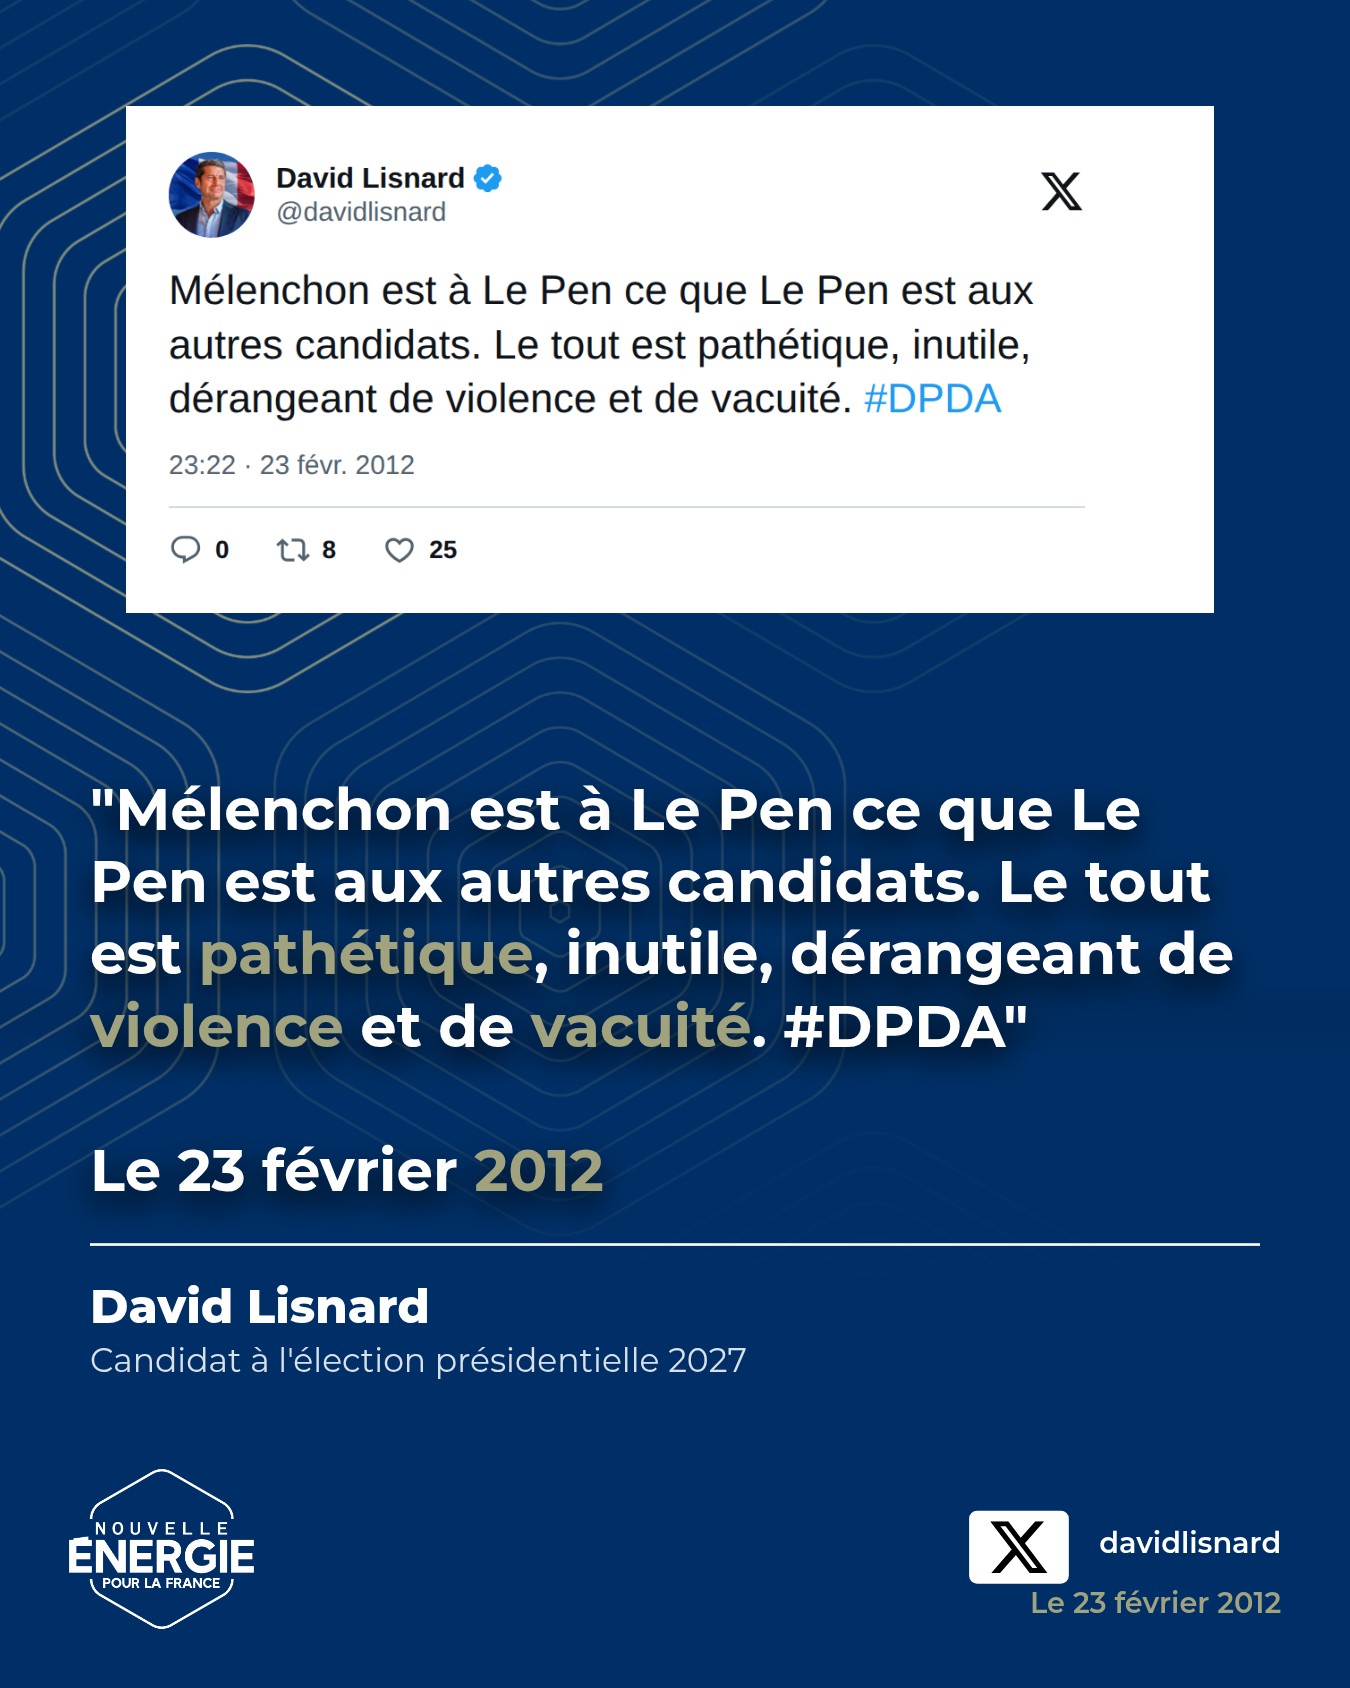 David Lisnard
@davidlisnard
Mélenchon est à Le Pen ce que Le Pen est aux
autres candidats. Le tout est pathétique, inutile,
dérangeant de violence et de vacuité. #DPDA
23:22 · 23 févr. 2012
0 8 25
"Mélenchon est à Le Pen ce que Le
Pen est aux autres candidats. Le tout
est pathétique, inutile, dérangeant de
violence et de vacuité. #DPDA"
Le 23 février 2012
David Lisnard
Candidat à l'élection présidentielle 2027
NOUVELLE
ÉNERGIE
POUR LA FRANCE
davidlisnard
Le 23 février 2012